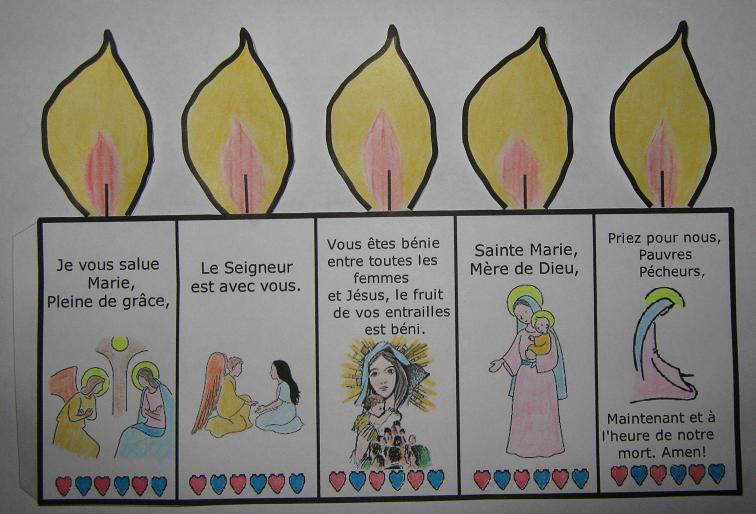 Je vous salue
Marie,
Pleine de grâce,
Le Seigneur
est avec vous.
Vous êtes bénie
entre toutes les
femmes
et Jésus, le fruit
de vos entrailles
est béni.
Sainte Marie,
Mère de Dieu,
Priez pour nous,
Pauvres
Pécheurs,
Maintenant et à
l'heure de notre
mort. Amen!